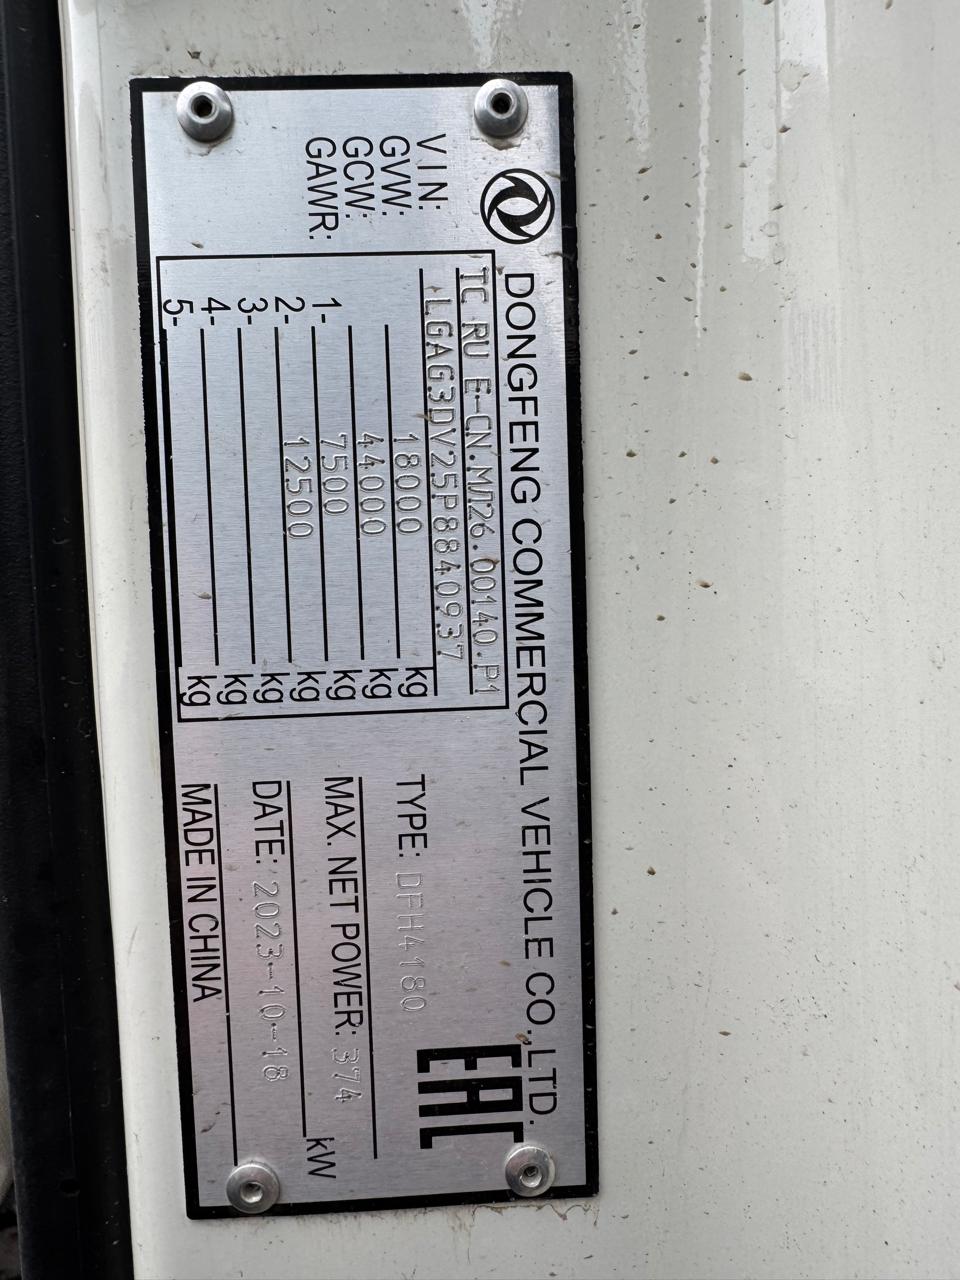 DONGFENG COMMERCIAL VEHICLE CO.,LTD.
TC RU E-CN.МЛ26.00140.P1
VIN: LGAG3DV25P8840937
GVW: 18000 kg
GCW: 44000 kg
GAWR: 1- 7500 kg
2- 12500 kg
3- kg
4- kg
5- kg
TYPE: DFH4180
MAX. NET POWER: 374 kW
DATE: 2023-10-18
MADE IN CHINA
EAC